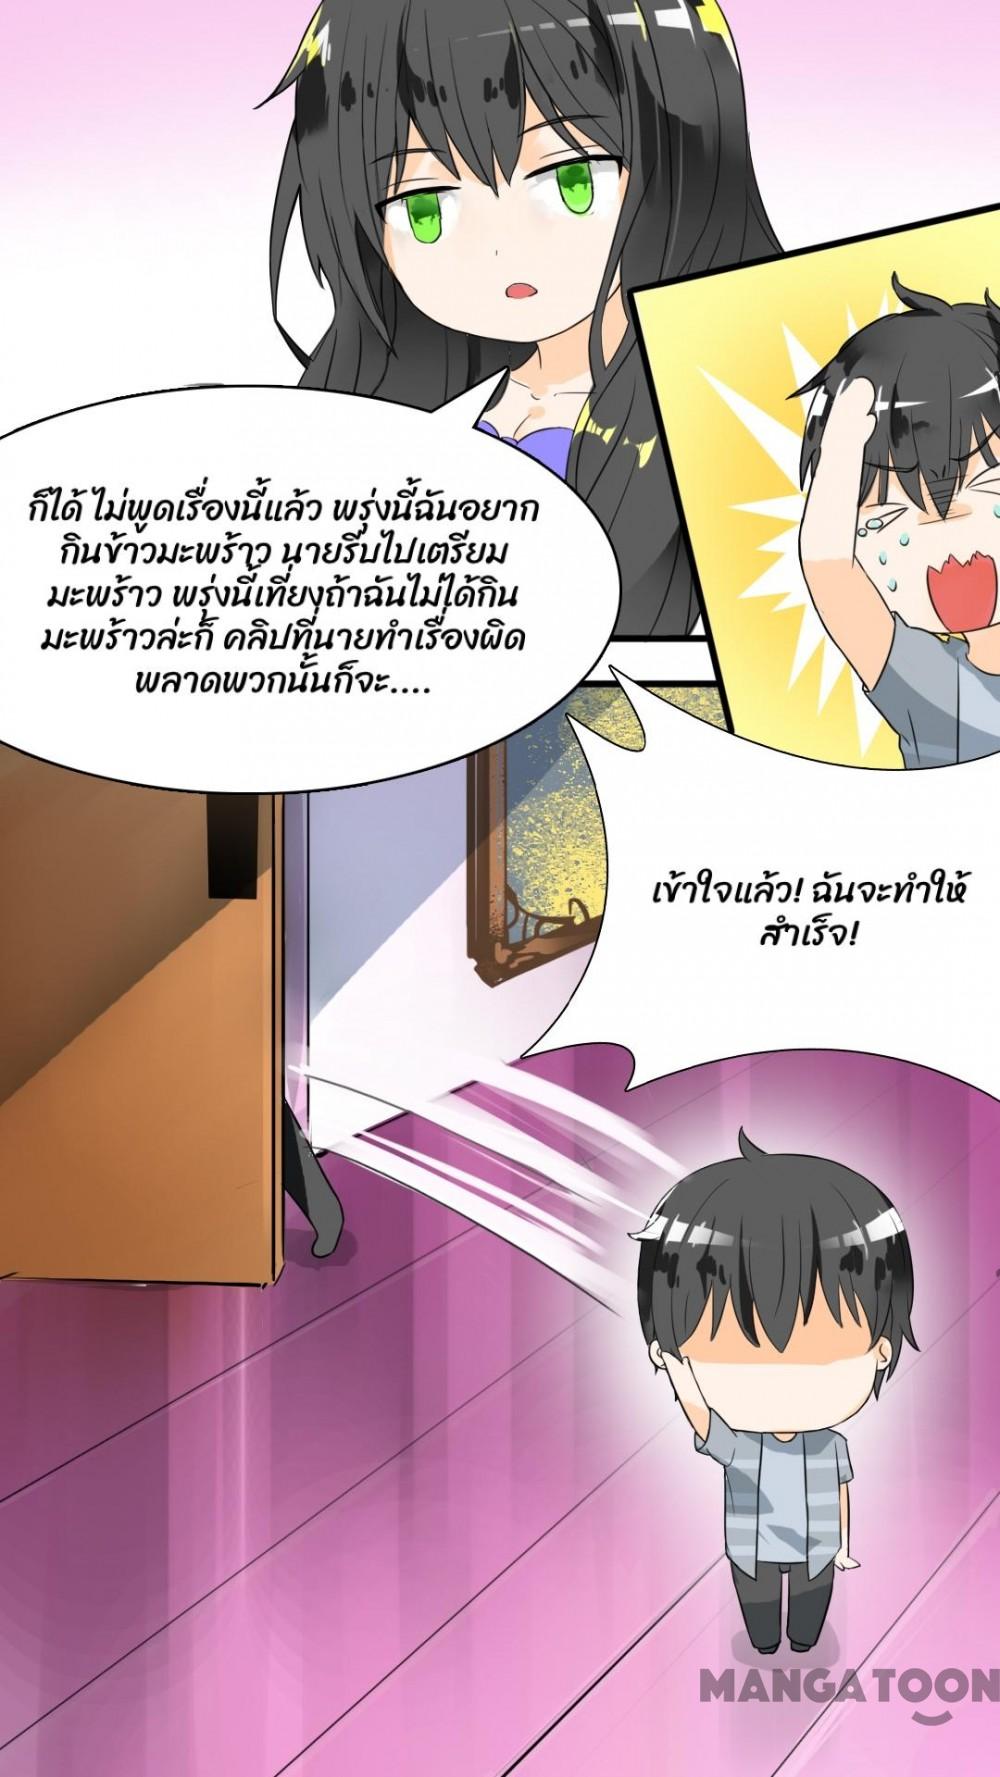 ก็ได้ ไม่พูดเรื่องนี้แล้ว พรุ่งนี้ฉันอยาก
กินข้าวมะพร้าว นายรีบไปเตรียม
มะพร้าว พรุ่งนี้เที่ยงถ้าฉันไม่ได้กิน
มะพร้าวล่ะก็ คลิปที่นายทำเรื่องผิด
พลาดพวกนั้นก็จะ....
เข้าใจแล้ว! ฉันจะทำให้
สำเร็จ!
MANGATOON